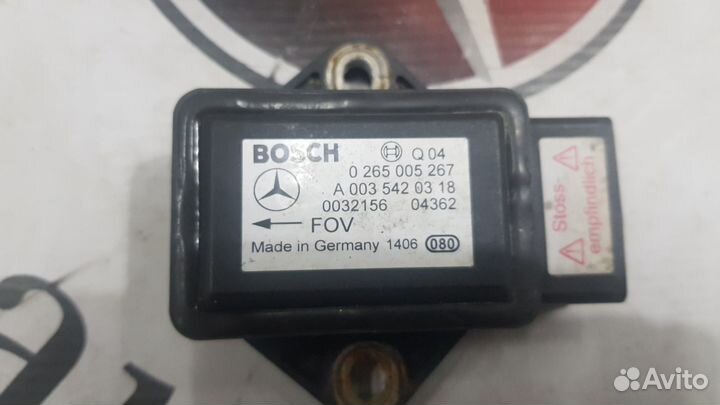 BOSCH Q 04
0 265 005 267
A 003 542 03 18
0032156 04362
FOV
Made in Germany 1406 080
Stoss-
empfindlich
Avito